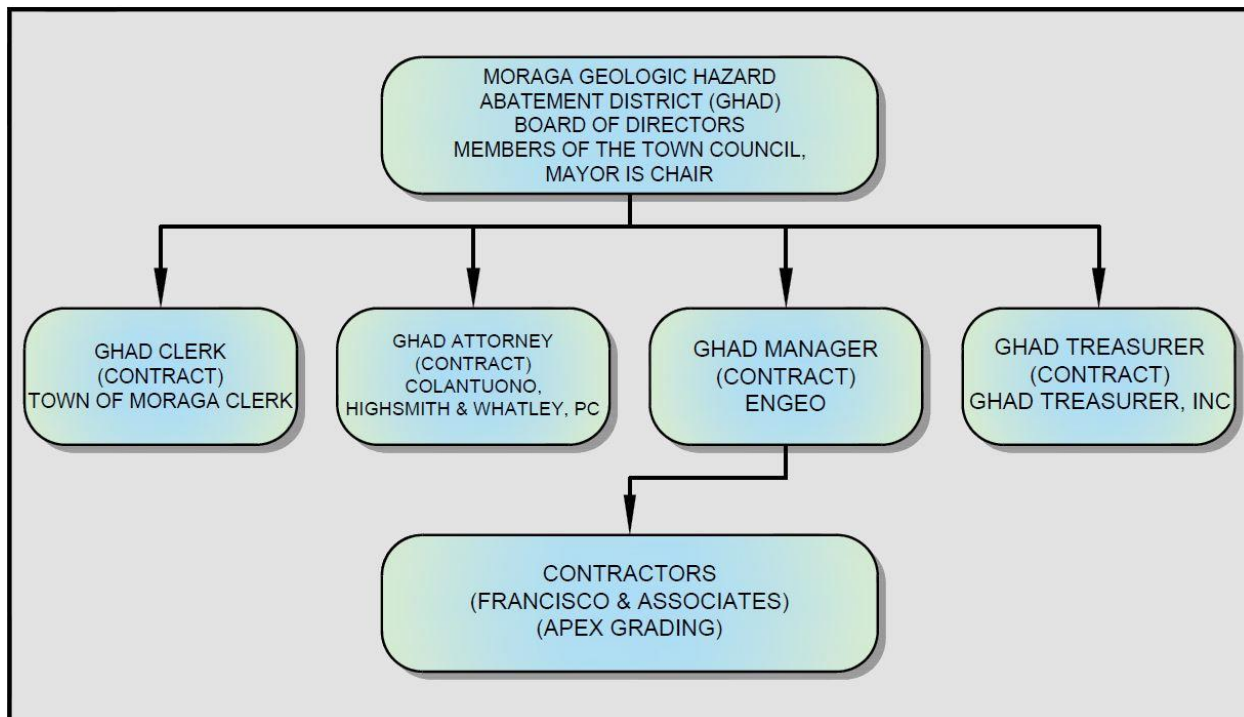 MORAGA GEOLOGIC HAZARD
ABATEMENT DISTRICT (GHAD)
BOARD OF DIRECTORS
MEMBERS OF THE TOWN COUNCIL,
MAYOR IS CHAIR
GHAD CLERK
(CONTRACT)
TOWN OF MORAGA CLERK
GHAD ATTORNEY
(CONTRACT)
COLANTUONO,
HIGHSMITH & WHATLEY, PC
GHAD MANAGER
(CONTRACT)
ENGEO
GHAD TREASURER
(CONTRACT)
GHAD TREASURER, INC
CONTRACTORS
(FRANCISCO & ASSOCIATES)
(APEX GRADING)